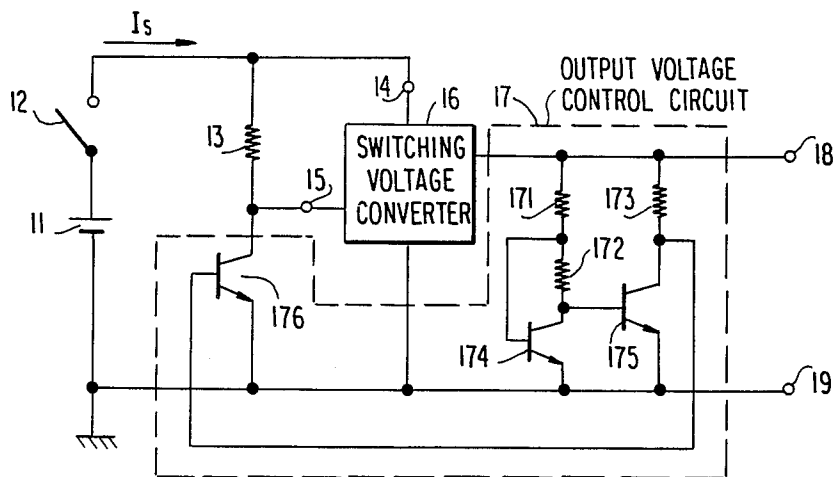 Is
12
11
13
14
15
16
SWITCHING
VOLTAGE
CONVERTER
17
OUTPUT VOLTAGE
CONTROL CIRCUIT
171
172
173
174
175
176
18
19